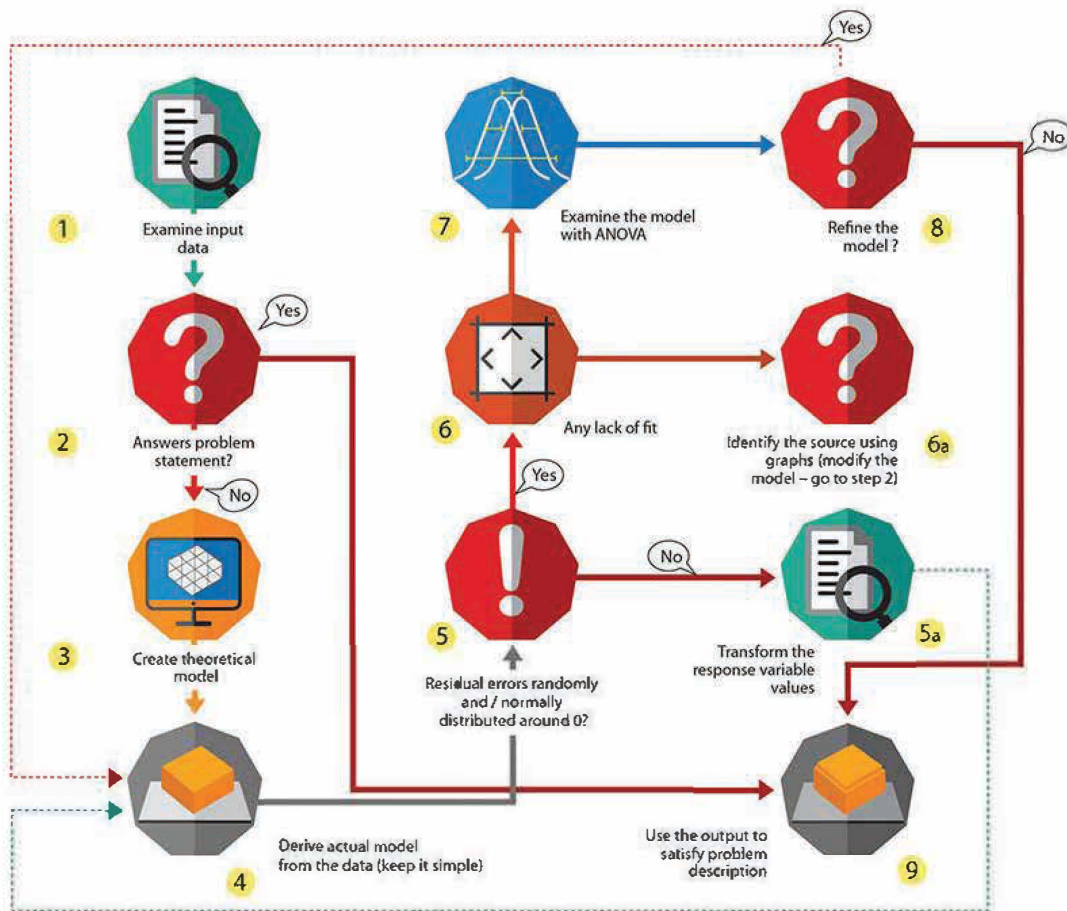 Yes
No
1
Examine input
data
Yes
2
Answers problem
statement?
No
3
Create theoretical
model
4
Derive actual model
from the data (keep it simple)
5
Residual errors randomly
and / normally
distributed around 0?
Yes
No
5a
Transform the
response variable
values
6
Any lack of fit
6a
Identify the source using
graphs (modify the
model – go to step 2)
7
Examine the model
with ANOVA
8
Refine the
model ?
9
Use the output to
satisfy problem
description